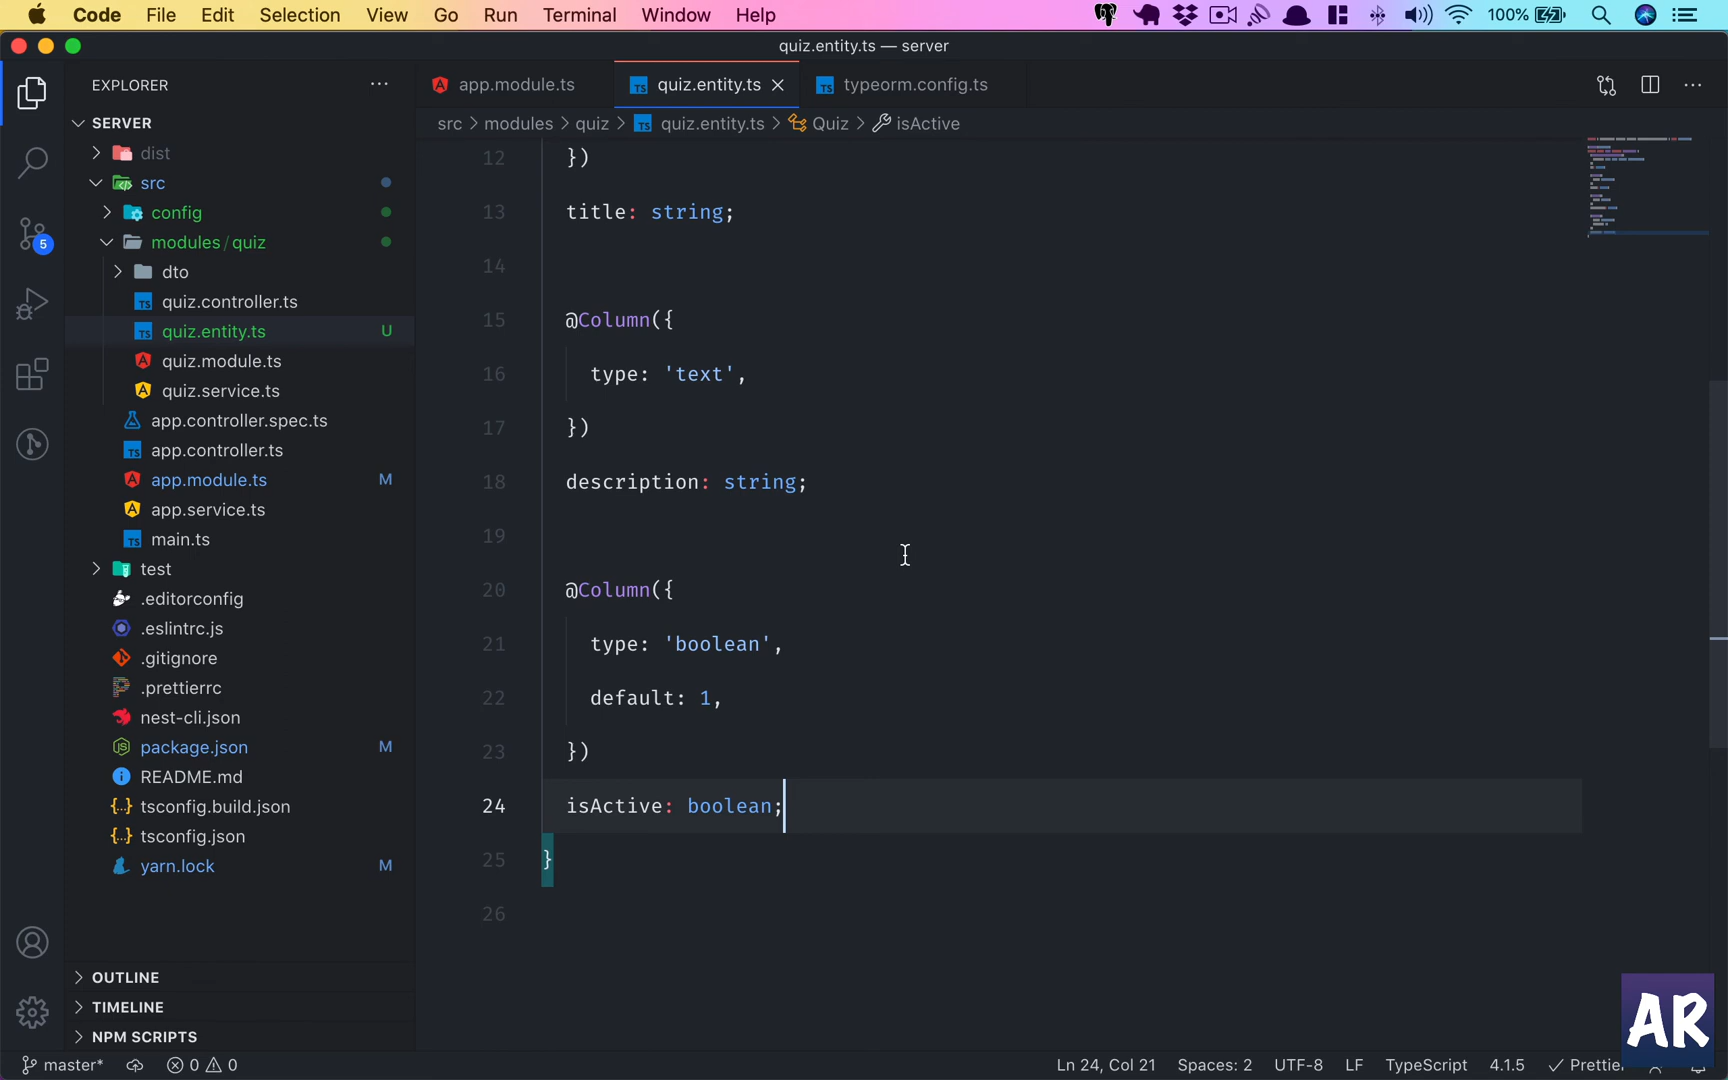 Code File Edit Selection View Go Run Terminal Window Help 100%
quiz.entity.ts — server
EXPLORER
app.module.ts
quiz.entity.ts
typeorm.config.ts
src > modules > quiz > quiz.entity.ts > Quiz > isActive
SERVER
dist
src
config
modules / quiz
dto
quiz.controller.ts
quiz.entity.ts U
quiz.module.ts
quiz.service.ts
app.controller.spec.ts
app.controller.ts
app.module.ts M
app.service.ts
main.ts
test
.editorconfig
.eslintrc.js
.gitignore
.prettierrc
nest-cli.json
package.json M
README.md
tsconfig.build.json
tsconfig.json
yarn.lock M
OUTLINE
TIMELINE
NPM SCRIPTS
5
12 })
13 title: string;
14
15 @Column({
16 type: 'text',
17 })
18 description: string;
19
20 @Column({
21 type: 'boolean',
22 default: 1,
23 })
24 isActive: boolean;
25 }
26
AR
master* 0 0 Ln 24, Col 21 Spaces: 2 UTF-8 LF TypeScript 4.1.5